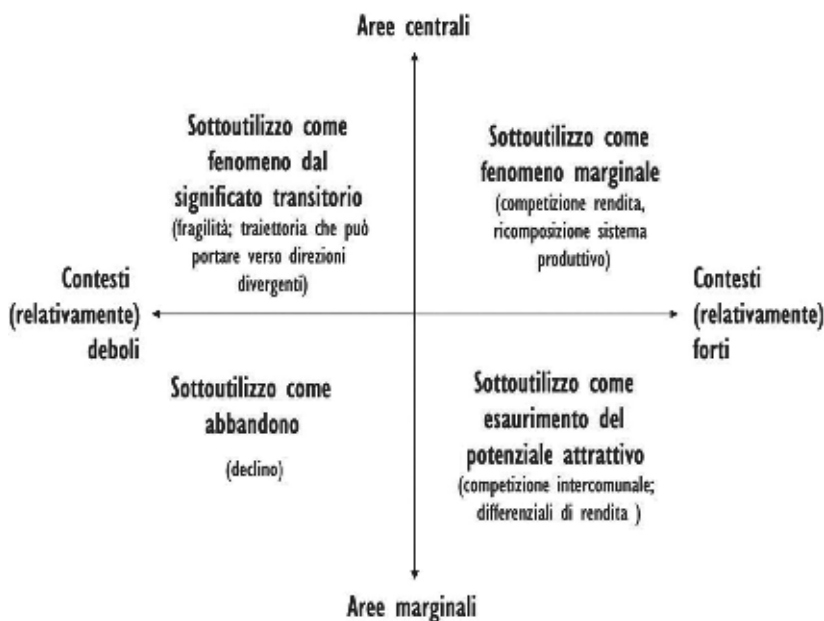 Aree centrali
Sottoutilizzo come
fenomeno dal
significato transitorio
(fragilità; traiettoria che può
portare verso direzioni
divergenti)
Sottoutilizzo come
fenomeno marginale
(competizione rendita,
ricomposizione sistema
produttivo)
Contesti
(relativamente)
deboli
Contesti
(relativamente)
forti
Sottoutilizzo come
abbandono
(declino)
Sottoutilizzo come
esaurimento del
potenziale attrattivo
(competizione intercomunale;
differenziali di rendita )
Aree marginali